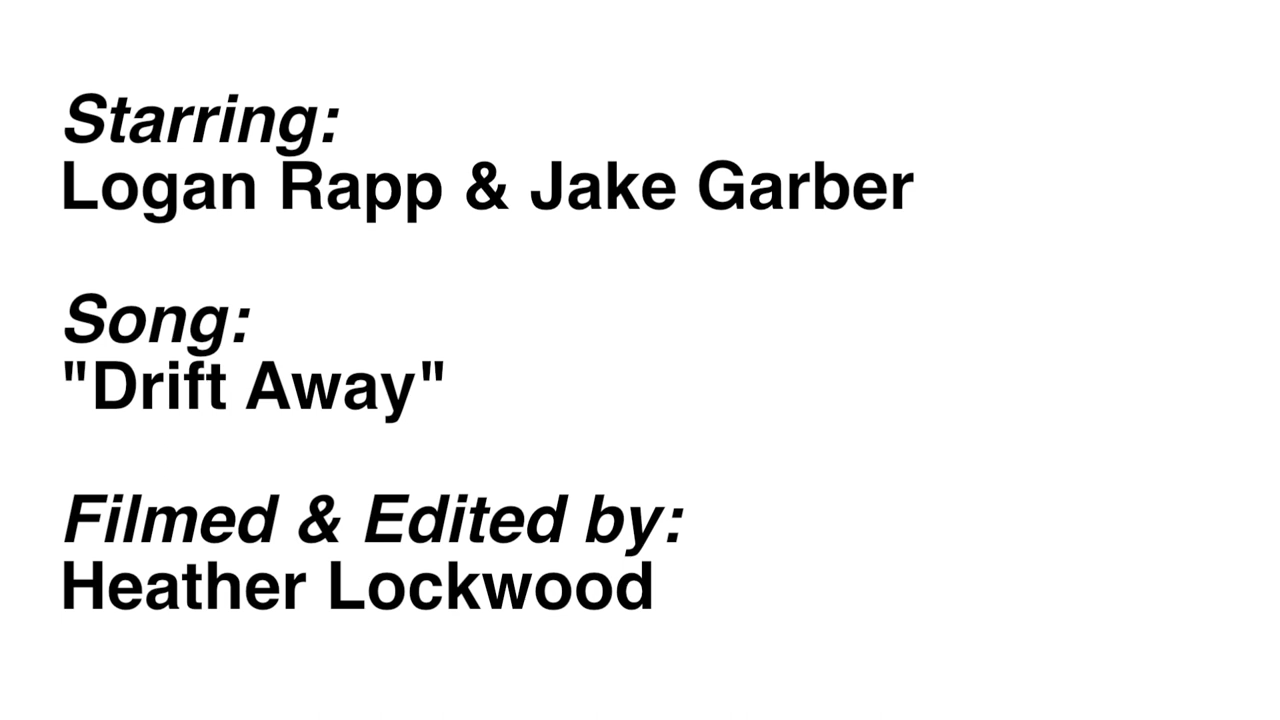 Starring:
Logan Rapp & Jake Garber
Song:
"Drift Away"
Filmed & Edited by:
Heather Lockwood